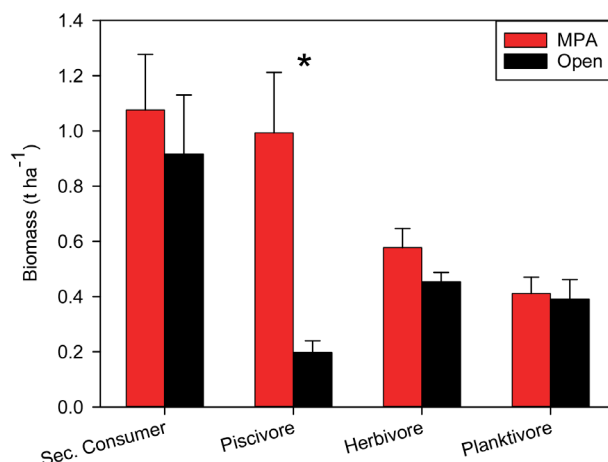 1.4
1.2
1.0
0.8
0.6
0.4
0.2
0.0
Biomass (t ha⁻¹)
*
MPA
Open
Sec. Consumer
Piscivore
Herbivore
Planktivore